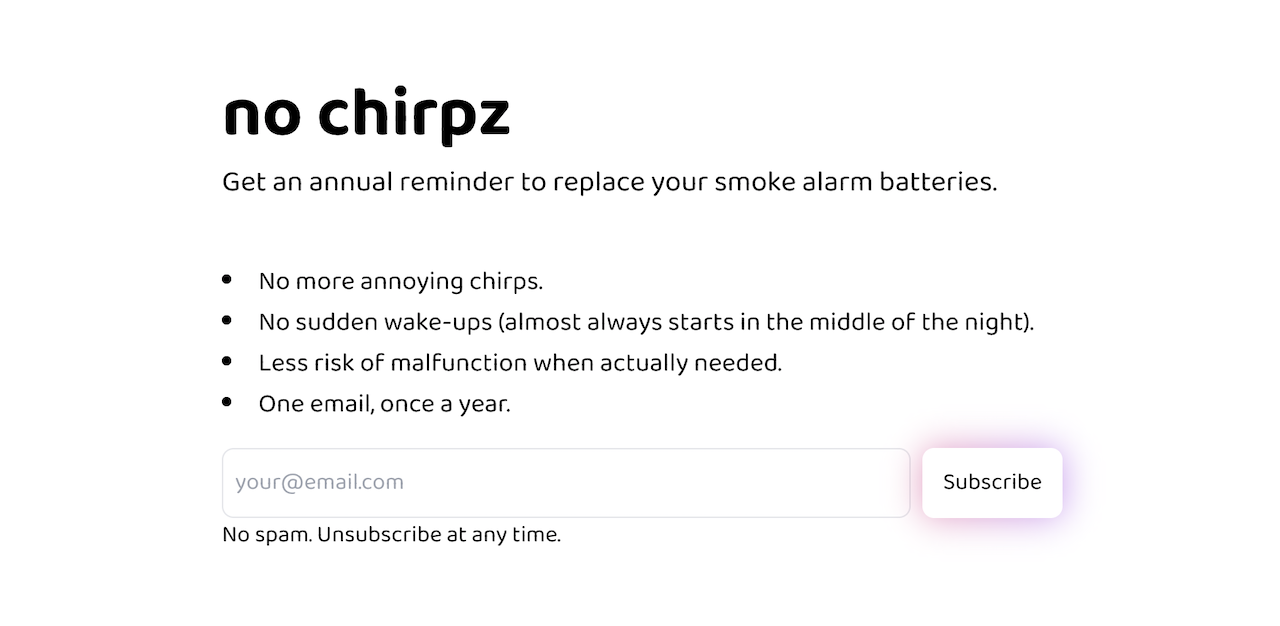 no chirpz
Get an annual reminder to replace your smoke alarm batteries.
No more annoying chirps.
No sudden wake-ups (almost always starts in the middle of the night).
Less risk of malfunction when actually needed.
One email, once a year.
your@email.com
Subscribe
No spam. Unsubscribe at any time.